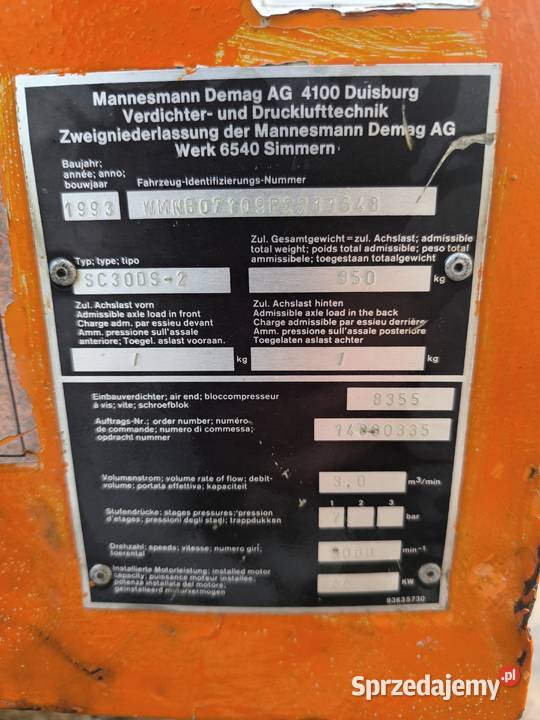 Mannesmann Demag AG 4100 Duisburg
Verdichter- und Drucklufttechnik
Zweigniederlassung der Mannesmann Demag AG
Werk 6540 Simmern
Baujahr;
année; anno;
bouwjaar
1993
Fahrzeug-Identifizierungs-Nummer
Typ; type; tipo
SC30DS-2
Zul. Gesamtgewicht = zul. Achslast; admissible
total weight; poids total admissible; peso total
ammissibele; toegestaan totaalgewicht
950 kg
Zul. Achslast vorn
Admissible axle load in front
Charge adm. par essieu devant
Amm. pressione sull'assale
anteriore; Toegel. aslast vooraan.
/ kg
Zul. Achslast hinten
Admissible axle load in the back
Charge admissible par essieu derrière
Amm. pressione sull'assale posteriore
Toegelaten aslast achter
/ kg
Einbauverdichter; air end; bloccompresseur
à vis; vite; schroefblok
8355
Auftrags-Nr.; order number; numéro
de commande; numero di commessa;
opdracht nummer
Volumenstrom; volume rate of flow; debit-
volume; portata effettiva; kapaciteit
3,0 m³/min
Stufendrücke; stages pressures; pression
d'étages; pressioni degli stadi; trapdukken
1 2 3
7 bar
Drehzahl; speeds; vitesse; numero giri;
toerental
min⁻¹
Installierte Motorleistung; installed motor
capacity; puissance moteur installée;
potenza installata del motore;
geinstalleerd motorvermogen
KW
93635730
Sprzedajemy.pl